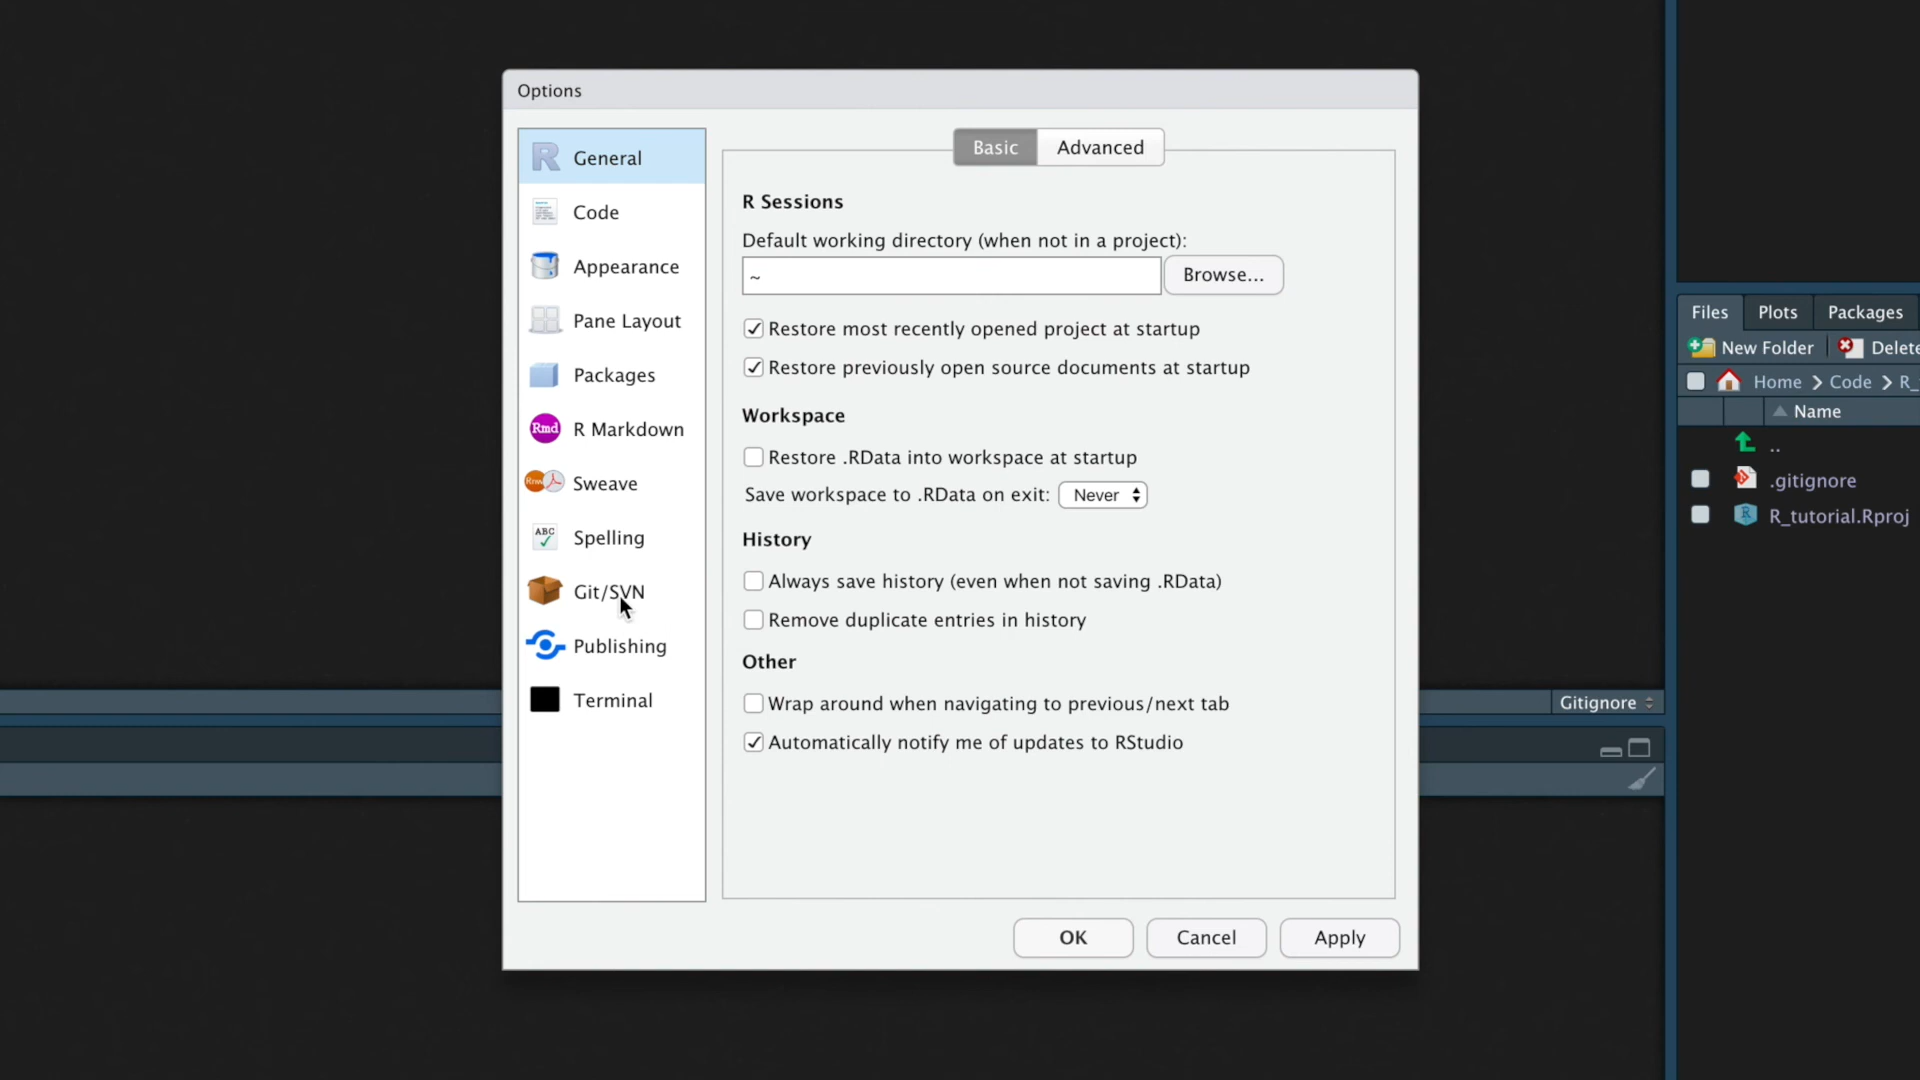 Options
General
Code
Appearance
Pane Layout
Packages
Rmd R Markdown
Rnw Sweave
ABC Spelling
Git/SVN
Publishing
Terminal
Basic Advanced
R Sessions
Default working directory (when not in a project):
~ Browse...
Restore most recently opened project at startup
Restore previously open source documents at startup
Workspace
Restore .RData into workspace at startup
Save workspace to .RData on exit: Never
History
Always save history (even when not saving .RData)
Remove duplicate entries in history
Other
Wrap around when navigating to previous/next tab
Automatically notify me of updates to RStudio
OK Cancel Apply
Gitignore
Files Plots Packages
New Folder Delete
Home Code R_
Name
..
.gitignore
R_tutorial.Rproj